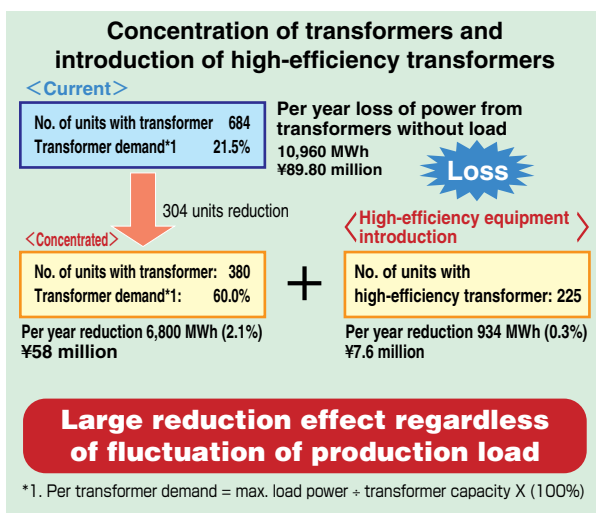 Concentration of transformers and
introduction of high-efficiency transformers
<Current>
No. of units with transformer 684
Transformer demand*1 21.5%
Per year loss of power from
transformers without load
10,960 MWh
¥89.80 million
Loss
304 units reduction
<Concentrated>
No. of units with transformer: 380
Transformer demand*1: 60.0%
Per year reduction 6,800 MWh (2.1%)
¥58 million
+
<High-efficiency equipment
introduction>
No. of units with
high-efficiency transformer: 225
Per year reduction 934 MWh (0.3%)
¥7.6 million
Large reduction effect regardless
of fluctuation of production load
*1. Per transformer demand = max. load power ÷ transformer capacity X (100%)